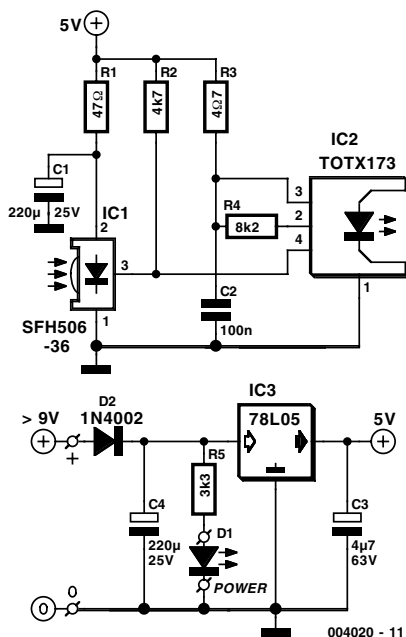 5V
R1
R2
R3
47Ω
4k7
4Ω7
IC2
TOTX173
C1
220µ
25V
IC1
2
3
1
R4
8k2
3
2
4
1
SFH506
-36
C2
100n
IC3
D2
> 9V
1N4002
78L05
5V
+
R5
3k3
C4
220µ
25V
D1
C3
4µ7
63V
POWER
0
0
004020 - 11